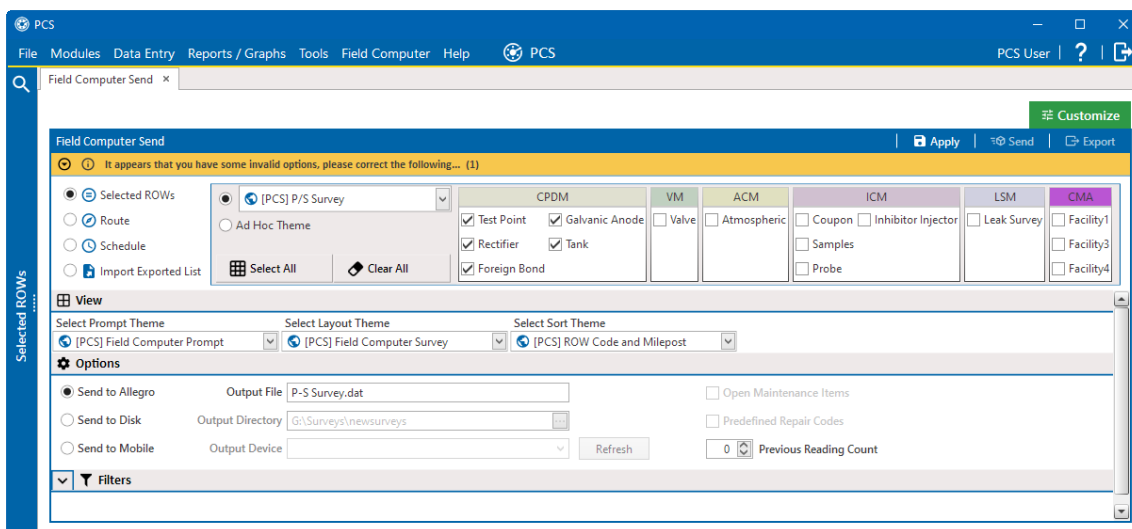 PCS
File Modules Data Entry Reports / Graphs Tools Field Computer Help PCS PCS User | ? |
Field Computer Send ×
Customize
Field Computer Send Apply Send Export
It appears that you have some invalid options, please correct the following... (1)
Selected ROWs
Route
Schedule
Import Exported List
[PCS] P/S Survey
Ad Hoc Theme
Select All Clear All
CPDM
Test Point Galvanic Anode
Rectifier Tank
Foreign Bond
VM
Valve
ACM
Atmospheric
ICM
Coupon Inhibitor Injector
Samples
Probe
LSM
Leak Survey
CMA
Facility1
Facility3
Facility4
Selected ROWs
View
Select Prompt Theme Select Layout Theme Select Sort Theme
[PCS] Field Computer Prompt [PCS] Field Computer Survey [PCS] ROW Code and Milepost
Options
Send to Allegro Output File P-S Survey.dat Open Maintenance Items
Send to Disk Output Directory G:\Surveys\newsurveys ... Predefined Repair Codes
Send to Mobile Output Device Refresh 0 Previous Reading Count
Filters